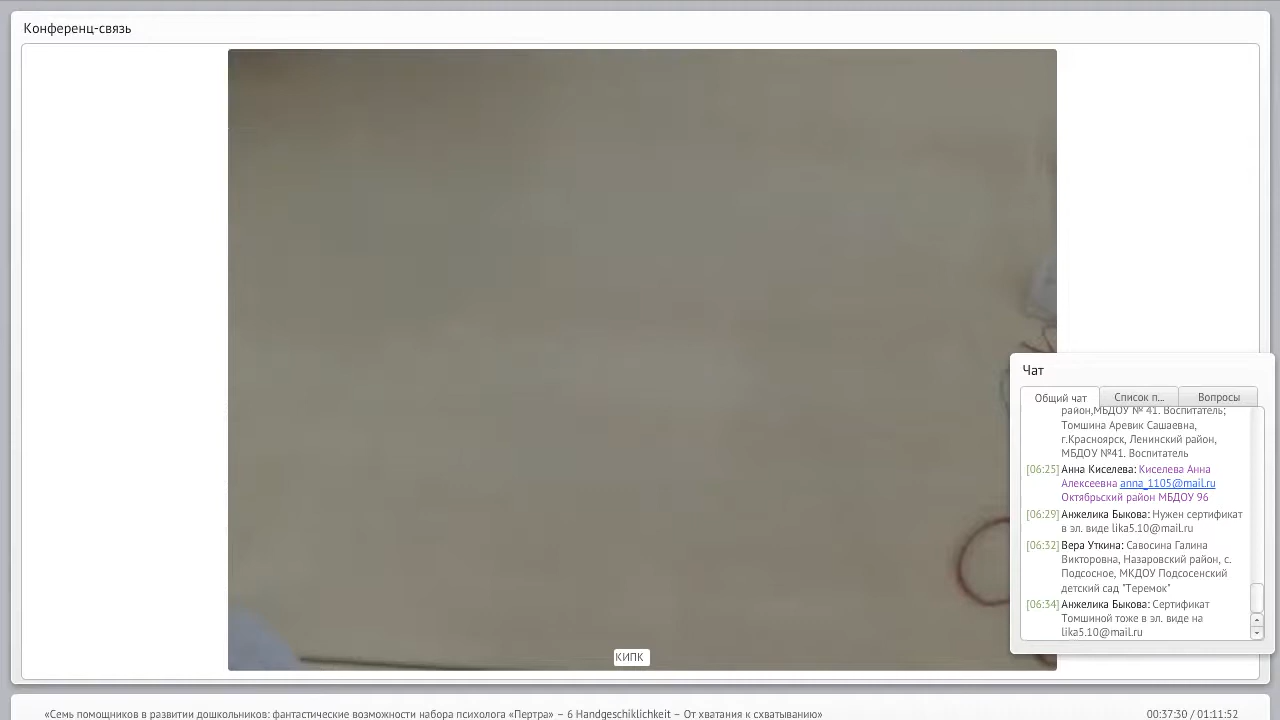 Конференц-связь
КИПК
Чат
Общий чат
Список п...
Вопросы
район,МБДОУ № 41. Воспитатель;
Томшина Аревик Сашаевна,
г.Красноярск, Ленинский район,
МБДОУ №41. Воспитатель
[06:25] Анна Киселева: Киселева Анна
Алексеевна anna_1105@mail.ru
Октябрьский район МБДОУ 96
[06:29] Анжелика Быкова: Нужен сертификат
в эл. виде lika5.10@mail.ru
[06:32] Вера Уткина: Савосина Галина
Викторовна, Назаровский район, с.
Подсосное, МКДОУ Подсосенский
детский сад "Теремок"
[06:34] Анжелика Быкова: Сертификат
Томшиной тоже в эл. виде на
lika5.10@mail.ru
«Семь помощников в развитии дошкольников: фантастические возможности набора психолога «Пертра» – 6 Handgeschiklichkeit – От хватания к схватыванию»
00:37:30 / 01:11:52